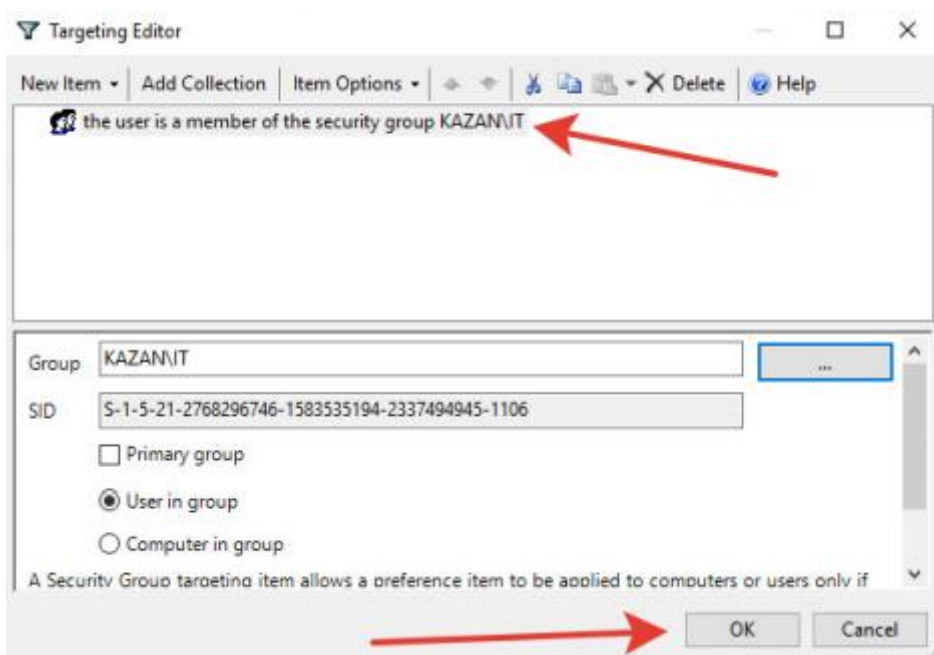 Targeting Editor
New Item Add Collection Item Options Delete Help
the user is a member of the security group KAZAN\IT
Group KAZAN\IT ...
SID S-1-5-21-2768296746-1583535194-2337494945-1106
Primary group
User in group
Computer in group
A Security Group targeting item allows a preference item to be applied to computers or users only if
OK Cancel